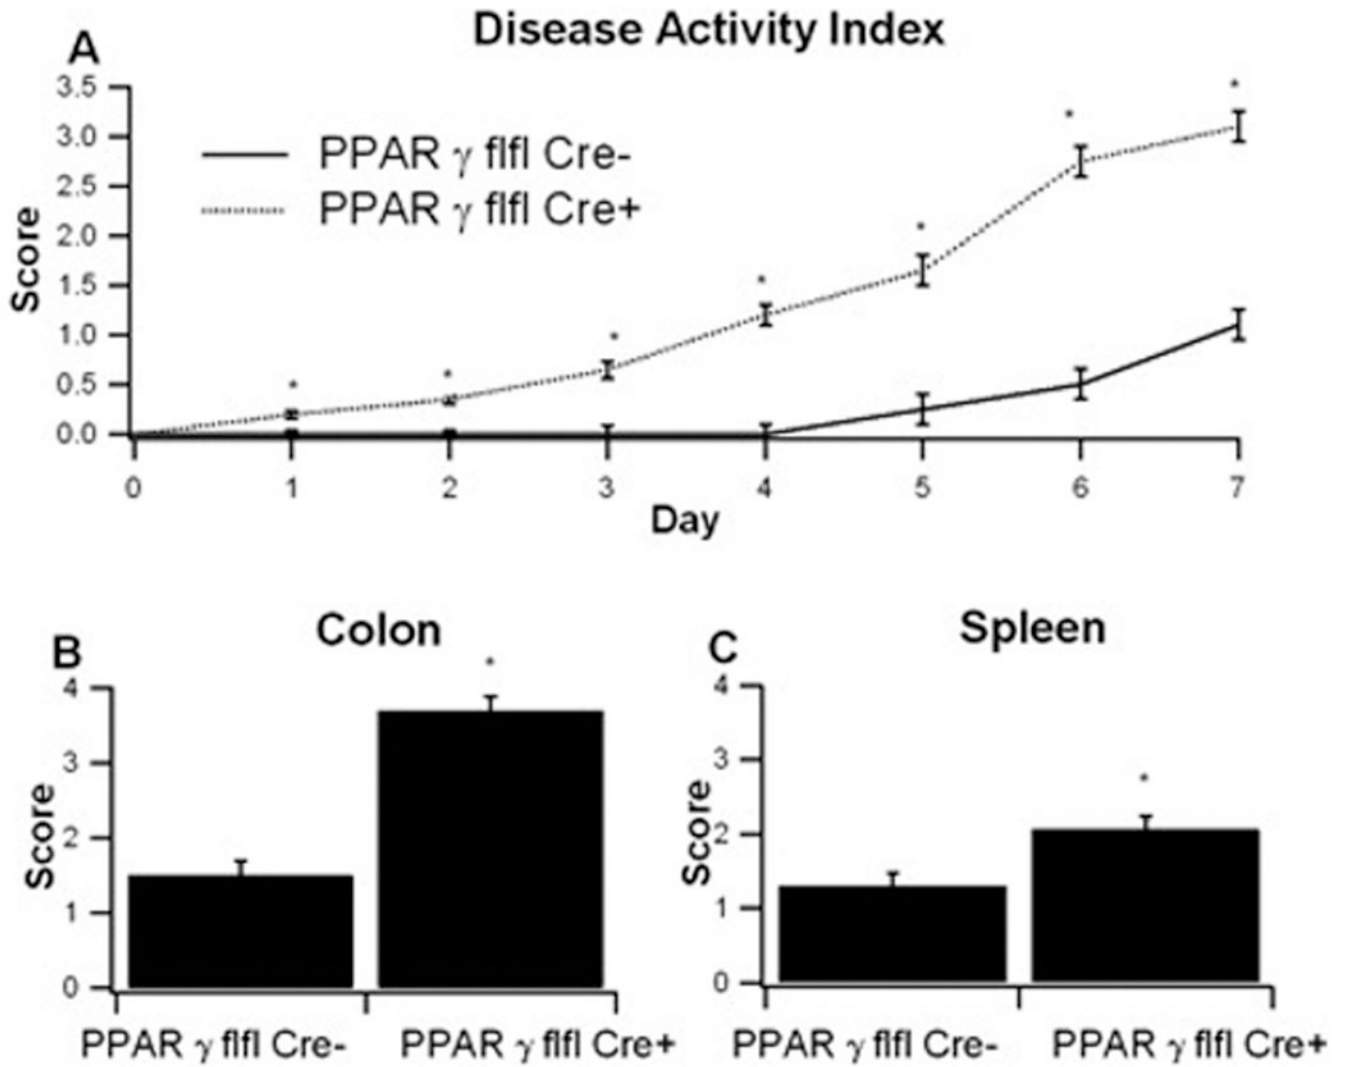 A
Disease Activity Index
3.5
3.0
2.5
2.0
1.5
1.0
0.5
0.0
Score
PPAR γ flfl Cre-
PPAR γ flfl Cre+
*
*
*
*
*
*
*
0 1 2 3 4 5 6 7
Day
B
Colon
4
3
2
1
0
Score
*
PPAR γ flfl Cre-
PPAR γ flfl Cre+
C
Spleen
4
3
2
1
0
Score
*
PPAR γ flfl Cre-
PPAR γ flfl Cre+